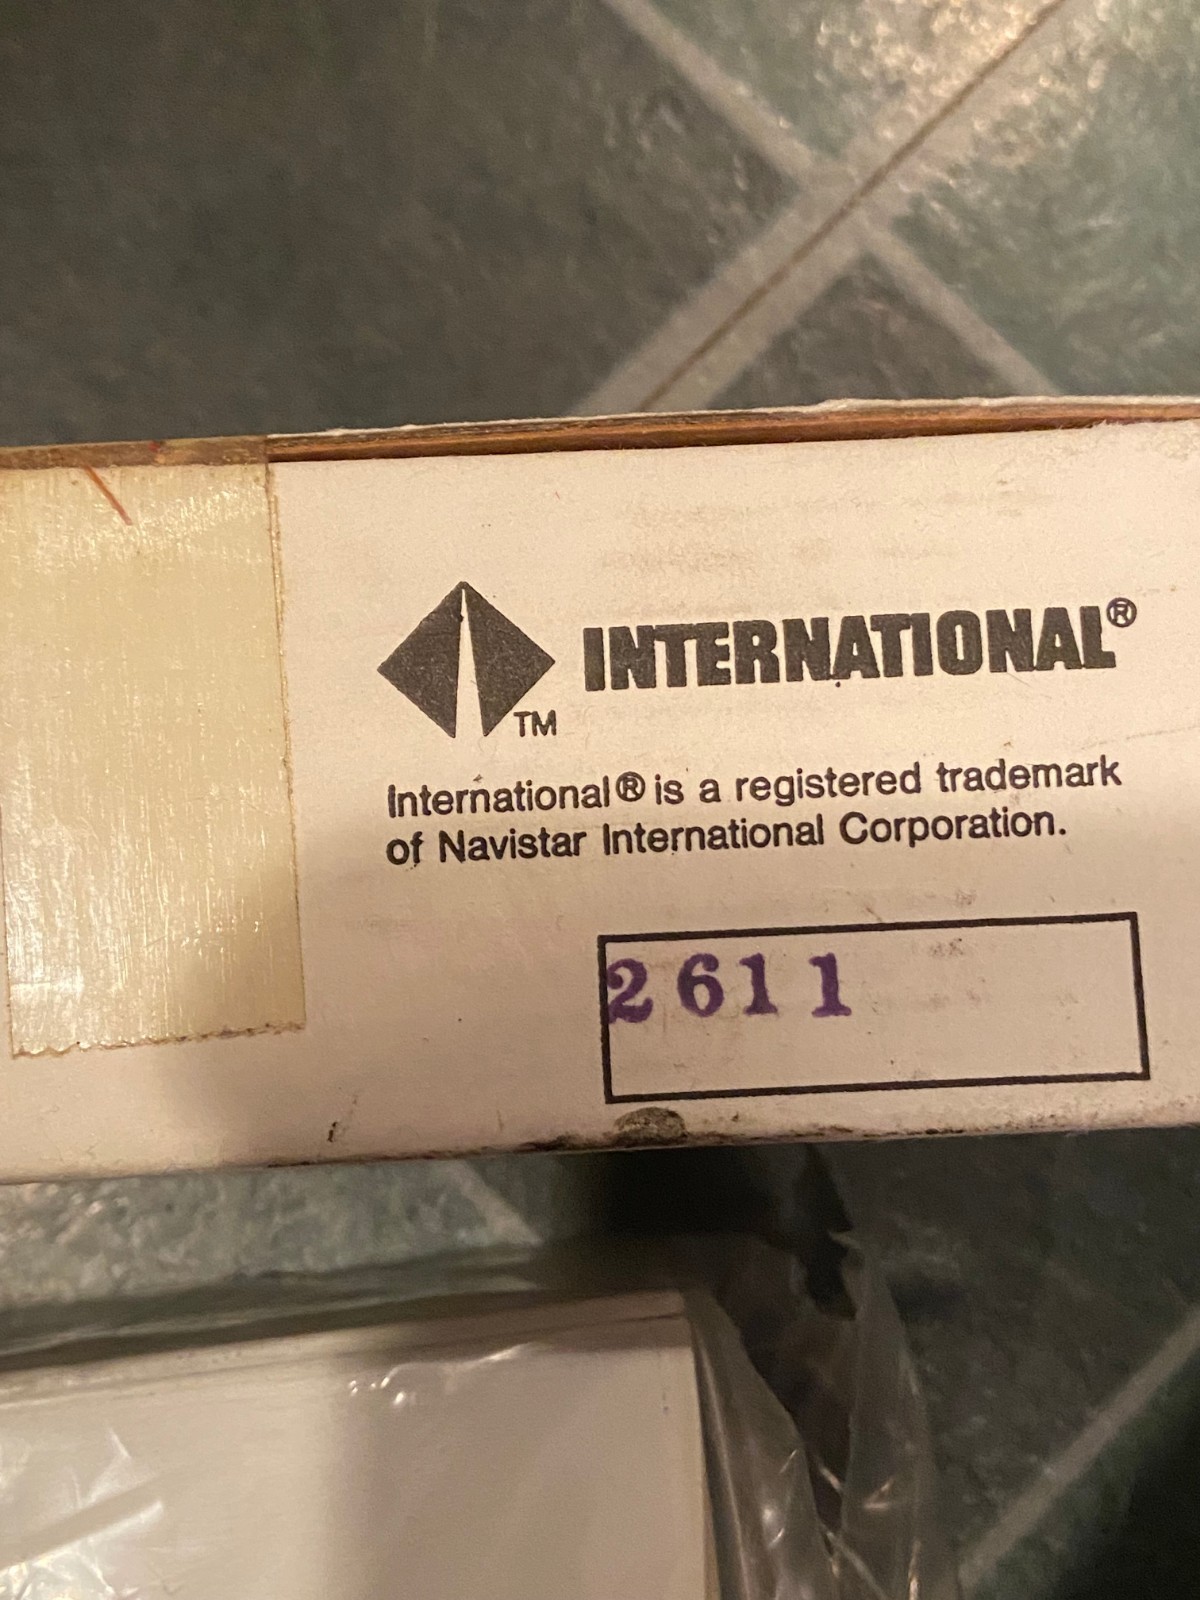 INTERNATIONAL®
TM
International® is a registered trademark
of Navistar International Corporation.
2611